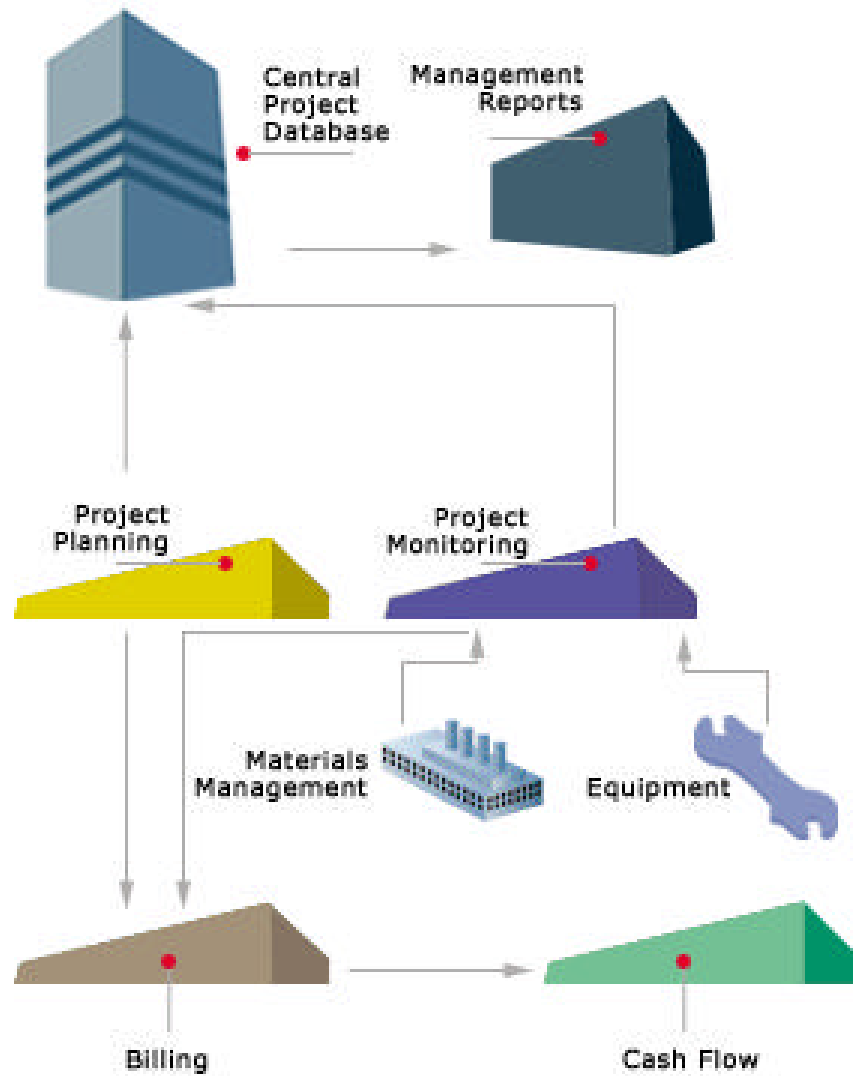 Central
Project
Database
Management
Reports
Project
Planning
Project
Monitoring
Materials
Management
Equipment
Billing
Cash Flow